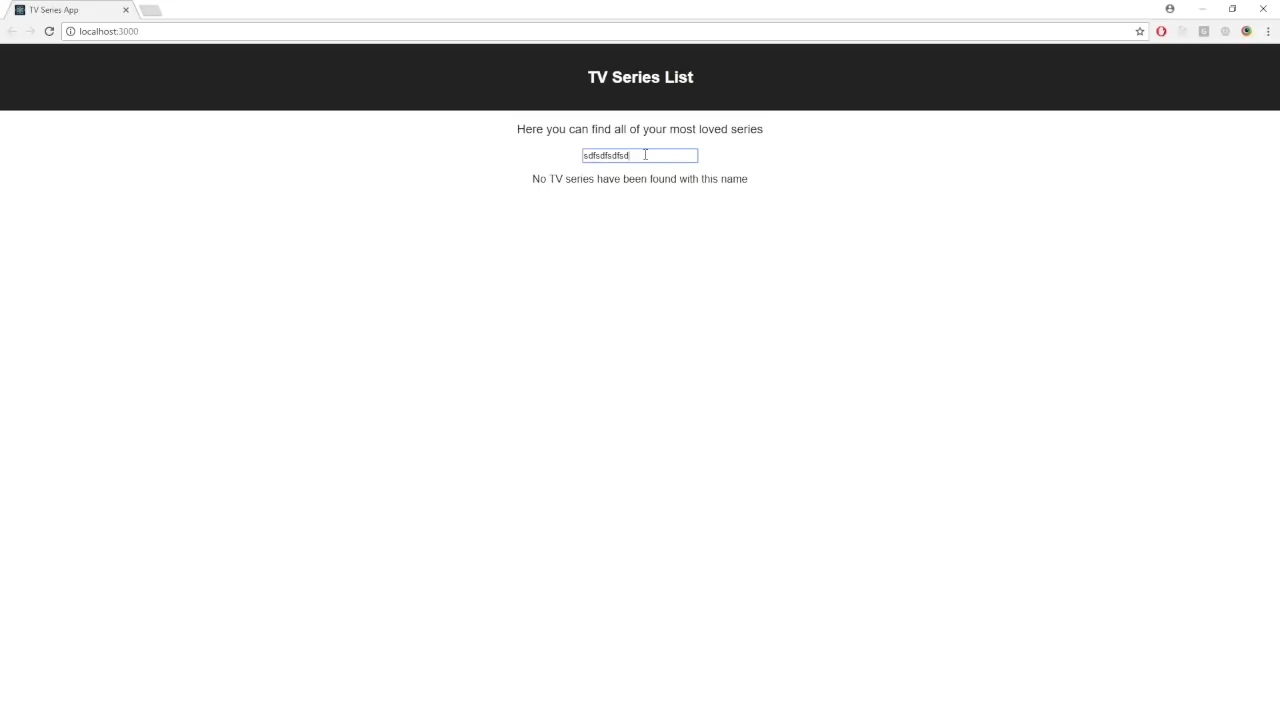 TV Series App
localhost:3000
TV Series List
Here you can find all of your most loved series
sdfsdfsdfsd
No TV series have been found with this name